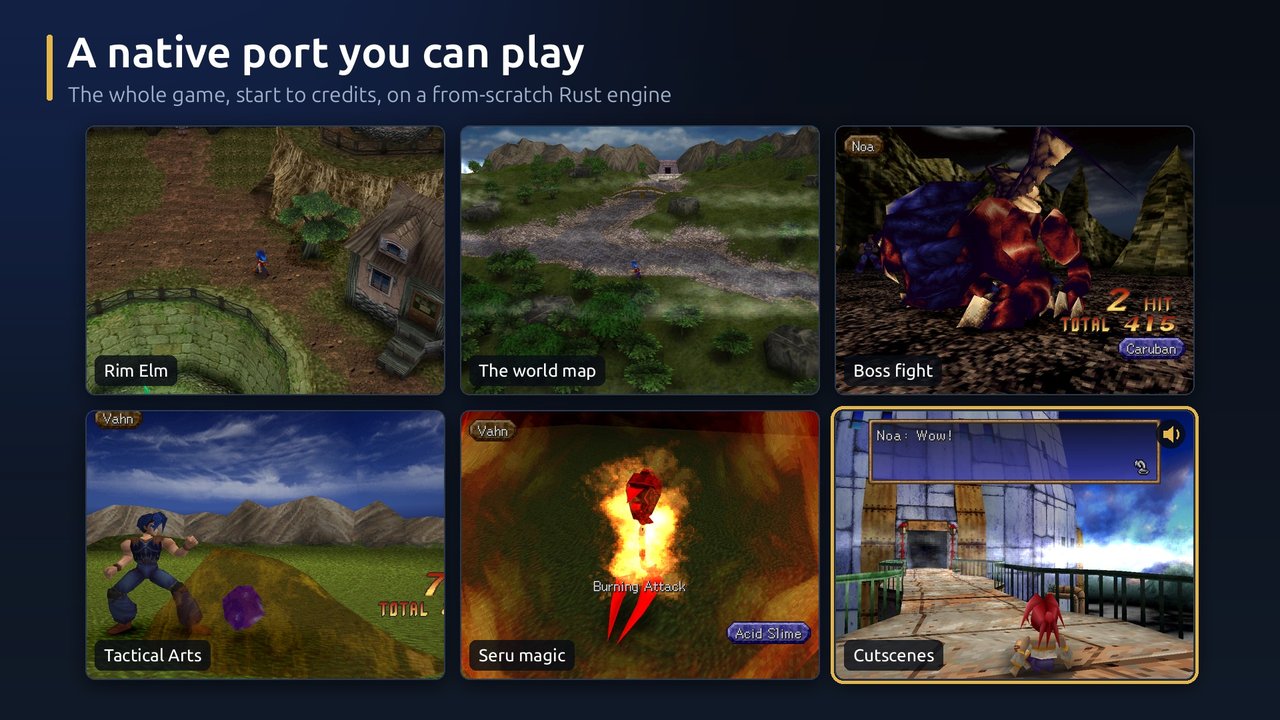 A native port you can play
The whole game, start to credits, on a from-scratch Rust engine
Rim Elm
The world map
Noa
2 HIT
TOTAL 415
Caruban
Boss fight
Vahn
7
TOTAL
Tactical Arts
Vahn
Burning Attack
Acid Slime
Seru magic
Noa: Wow!
Cutscenes